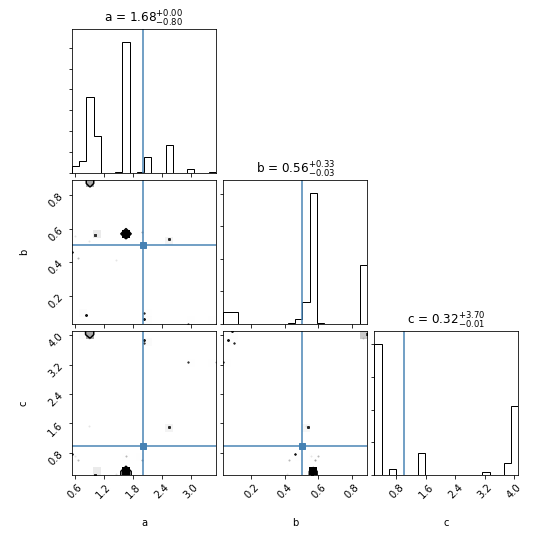 a = 1.68+0.00−0.80
b = 0.56+0.33−0.03
0.8
0.6
0.4
0.2
b
c = 0.32+3.70−0.01
4.0
3.2
2.4
1.6
0.8
c
0.6 1.2 1.8 2.4 3.0
0.2 0.4 0.6 0.8
0.8 1.6 2.4 3.2 4.0
a b c